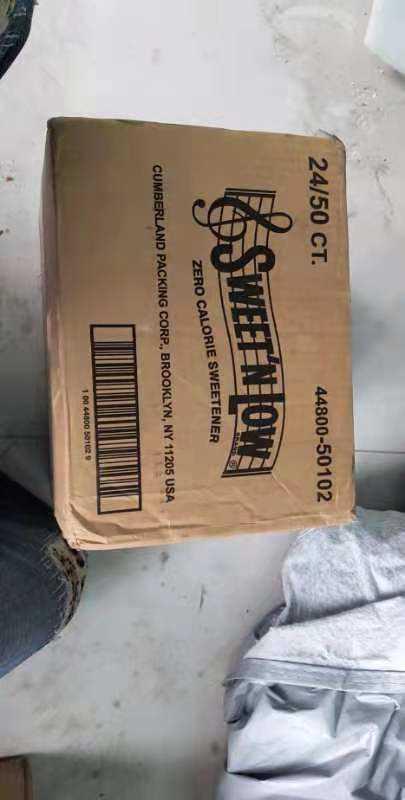 24/50 CT.
44800-50102
SWEET'N LOW
BRAND ®
ZERO CALORIE SWEETENER
CUMBERLAND PACKING CORP., BROOKLYN, NY 11205 USA
1 00 44800 50102 9